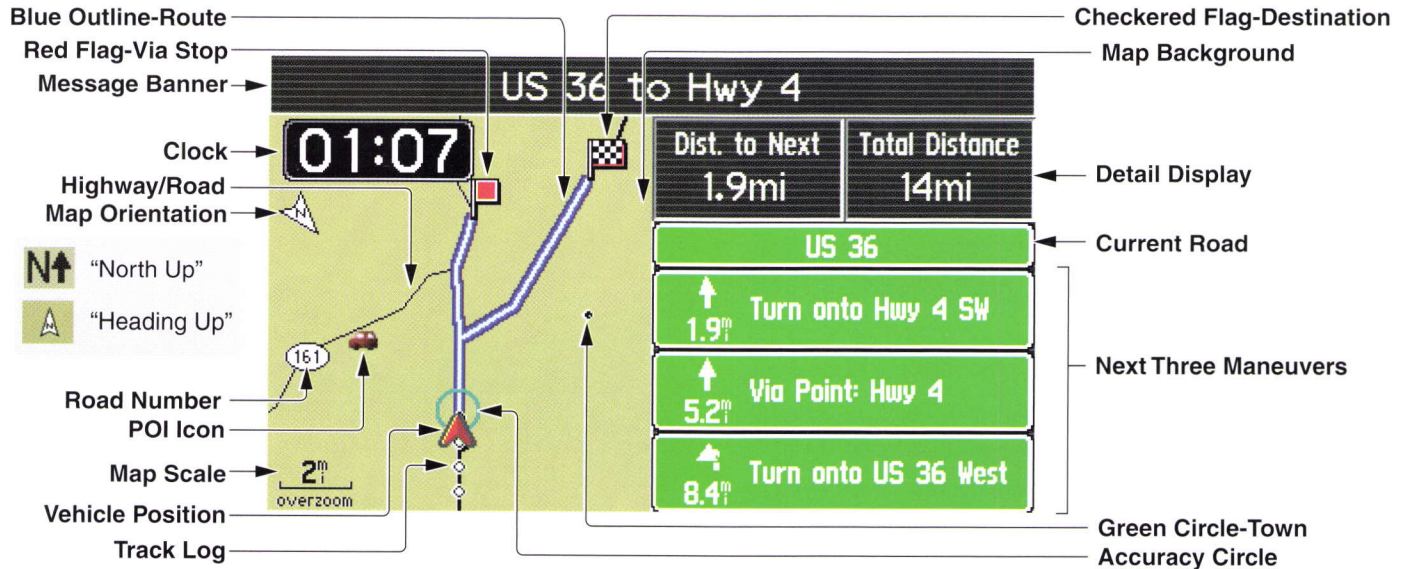 Blue Outline-Route
Red Flag-Via Stop
Message Banner
Clock
Highway/Road
Map Orientation
N "North Up"
N "Heading Up"
Road Number
POI Icon
Map Scale
Vehicle Position
Track Log
US 36 to Hwy 4
01:07
N
161
2mi
overzoom
Dist. to Next
1.9mi
Total Distance
14mi
US 36
Turn onto Hwy 4 SW
1.9mi
Via Point: Hwy 4
5.2mi
Turn onto US 36 West
8.4mi
Checkered Flag-Destination
Map Background
Detail Display
Current Road
Next Three Maneuvers
Green Circle-Town
Accuracy Circle